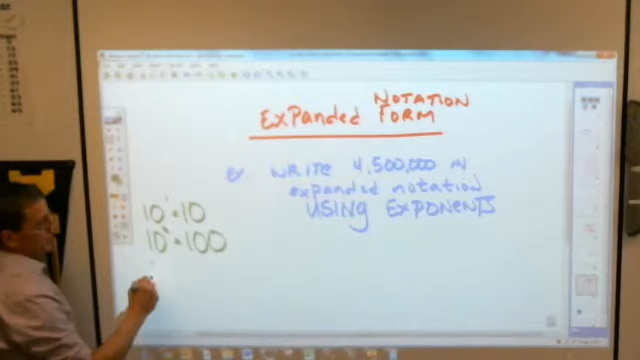 NOTATION
Expanded FORM
Ex. WRITE 4,500,000 IN
expanded notation
USING EXPONENTS
10¹ = 10
10² = 100